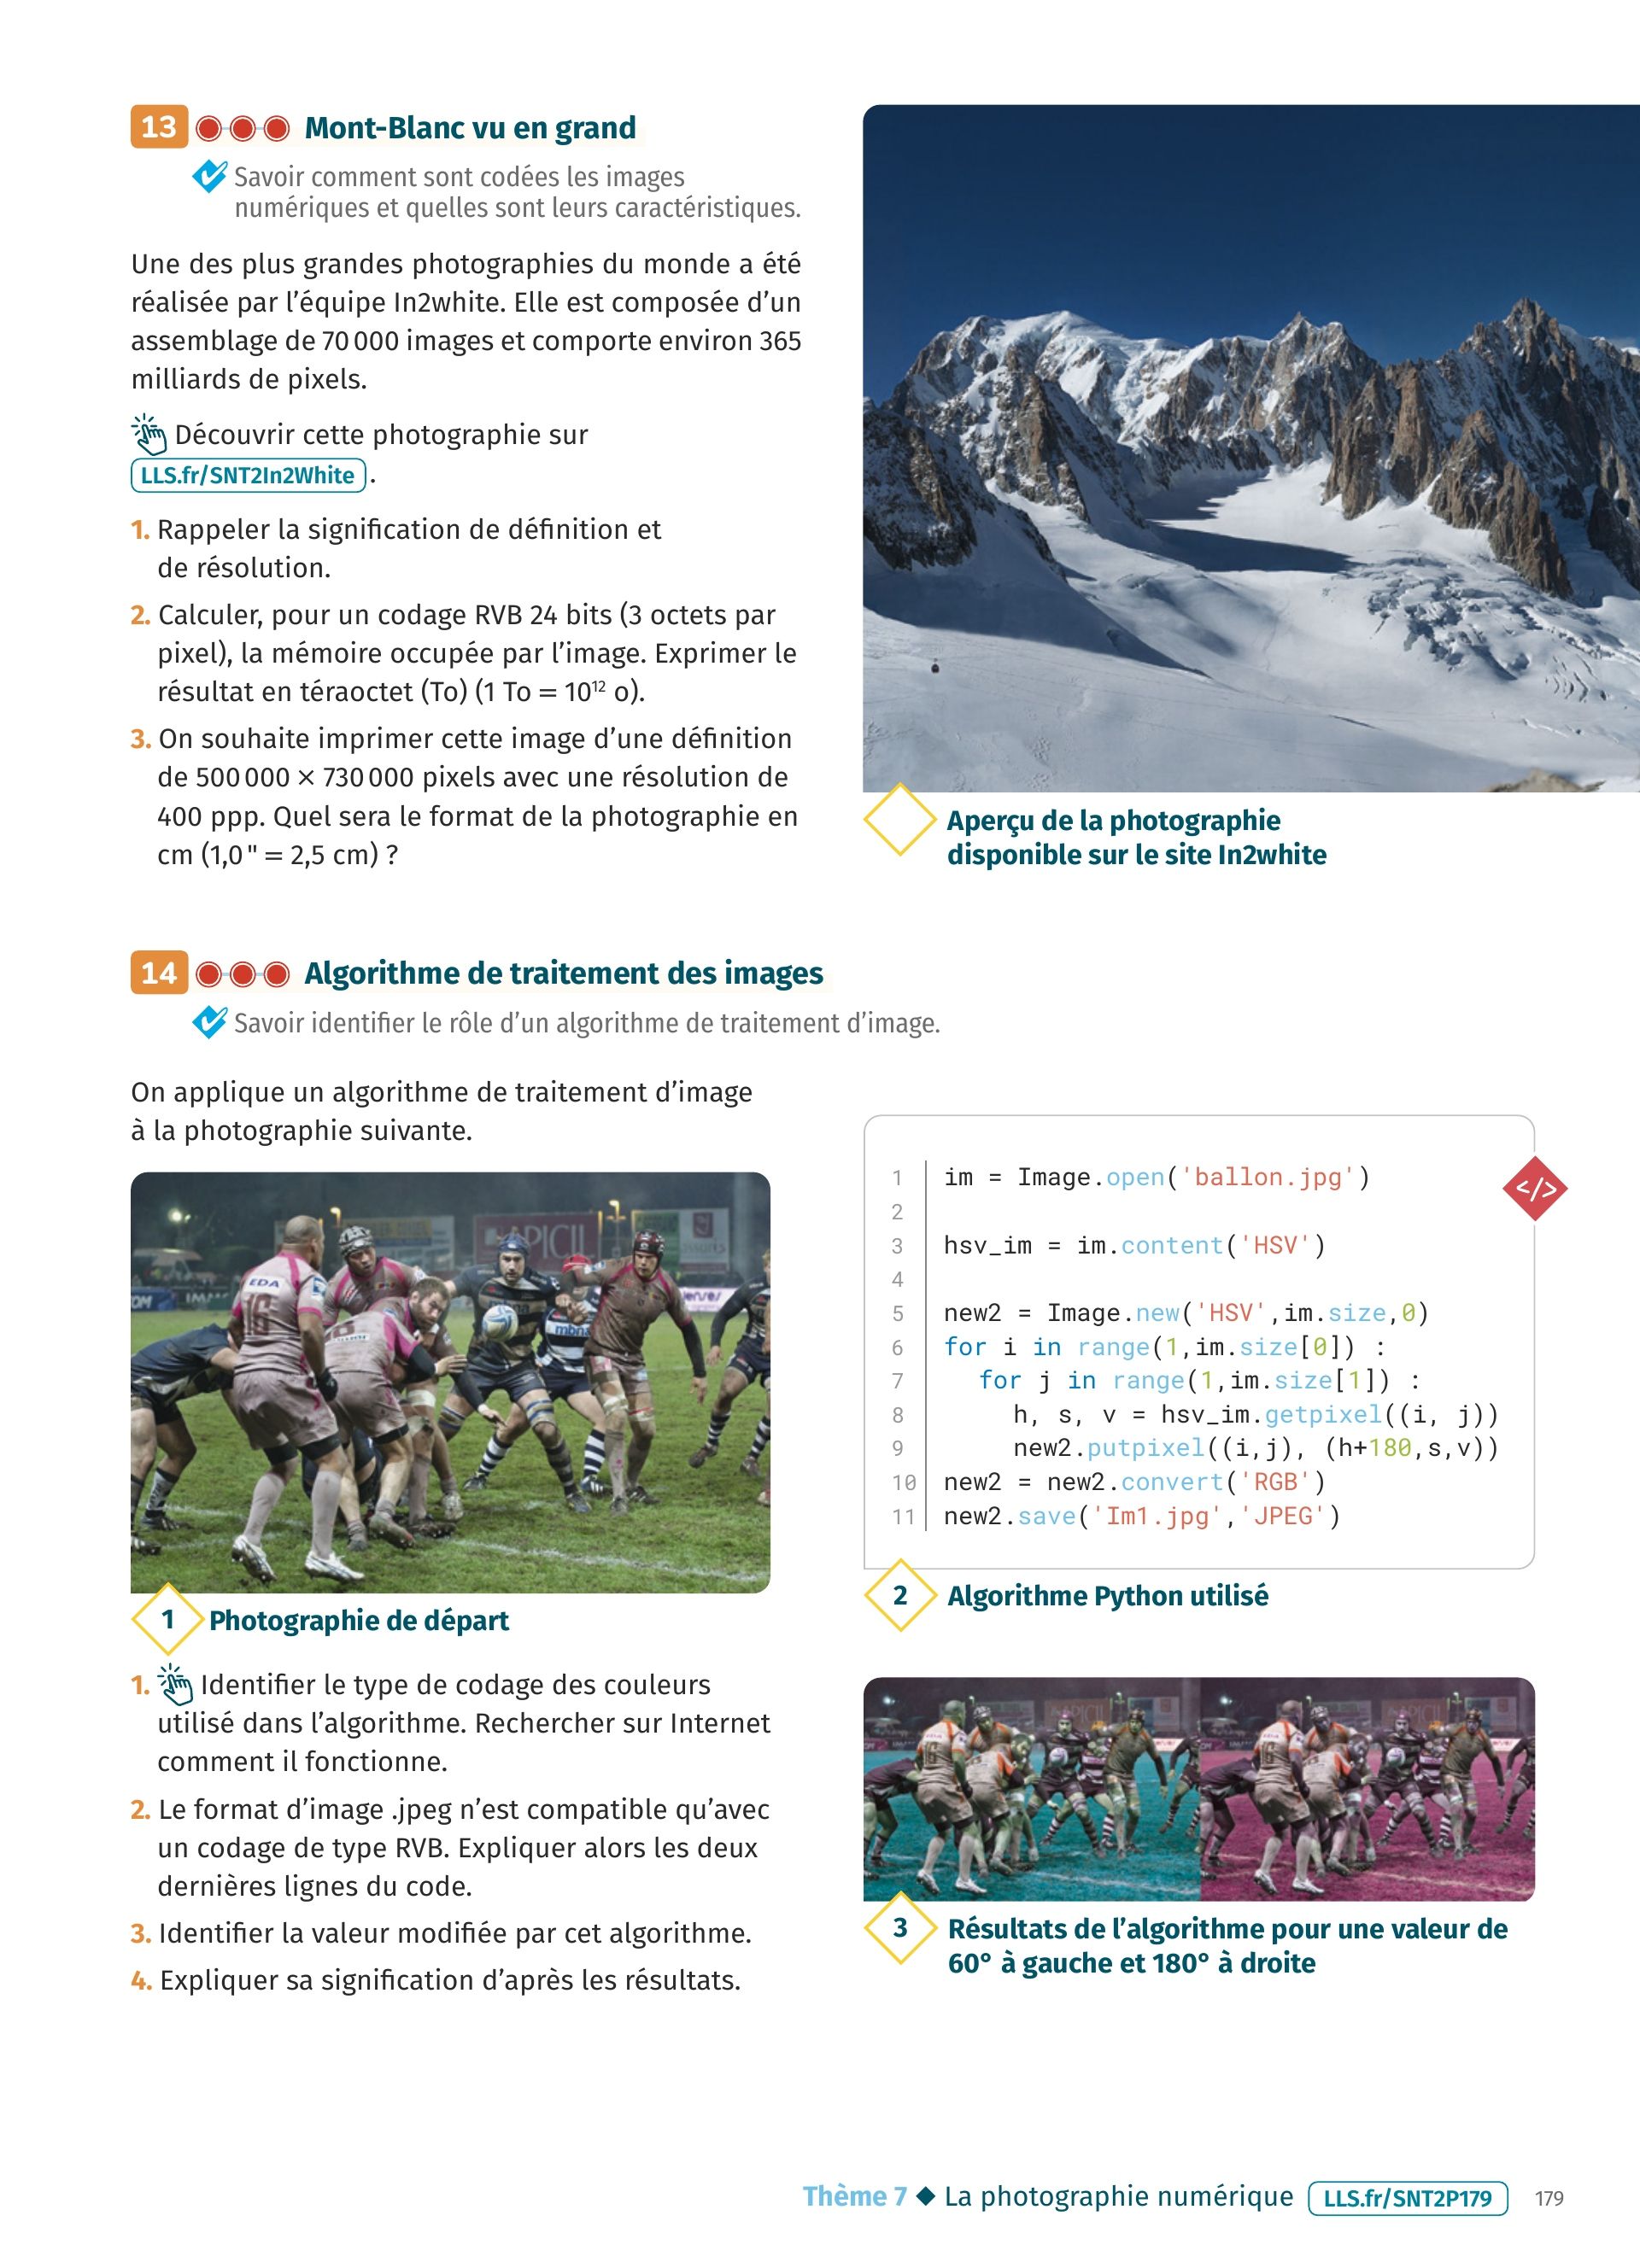 13 Mont-Blanc vu en grand
Savoir comment sont codées les images
numériques et quelles sont leurs caractéristiques.
Une des plus grandes photographies du monde a été
réalisée par l'équipe In2white. Elle est composée d'un
assemblage de 70 000 images et comporte environ 365
milliards de pixels.
Découvrir cette photographie sur
LLS.fr/SNT2In2White .
1. Rappeler la signification de définition et
de résolution.
2. Calculer, pour un codage RVB 24 bits (3 octets par
pixel), la mémoire occupée par l'image. Exprimer le
résultat en téraoctet (To) (1 To = 10¹² o).
3. On souhaite imprimer cette image d'une définition
de 500 000 × 730 000 pixels avec une résolution de
400 ppp. Quel sera le format de la photographie en
cm (1,0 " = 2,5 cm) ?
Aperçu de la photographie
disponible sur le site In2white
14 Algorithme de traitement des images
Savoir identifier le rôle d'un algorithme de traitement d'image.
On applique un algorithme de traitement d'image
à la photographie suivante.
APICIL
EDA
16
mbna
1 Photographie de départ
1. Identifier le type de codage des couleurs
utilisé dans l'algorithme. Rechercher sur Internet
comment il fonctionne.
2. Le format d'image .jpeg n'est compatible qu'avec
un codage de type RVB. Expliquer alors les deux
dernières lignes du code.
3. Identifier la valeur modifiée par cet algorithme.
4. Expliquer sa signification d'après les résultats.
</>
1 im = Image.open('ballon.jpg')
2
3 hsv_im = im.content('HSV')
4
5 new2 = Image.new('HSV',im.size,0)
6 for i in range(1,im.size[0]) :
7 for j in range(1,im.size[1]) :
8 h, s, v = hsv_im.getpixel((i, j))
9 new2.putpixel((i,j), (h+180,s,v))
10 new2 = new2.convert('RGB')
11 new2.save('Im1.jpg','JPEG')
2 Algorithme Python utilisé
3 Résultats de l'algorithme pour une valeur de
60° à gauche et 180° à droite
Thème 7 ◆ La photographie numérique LLS.fr/SNT2P179 179